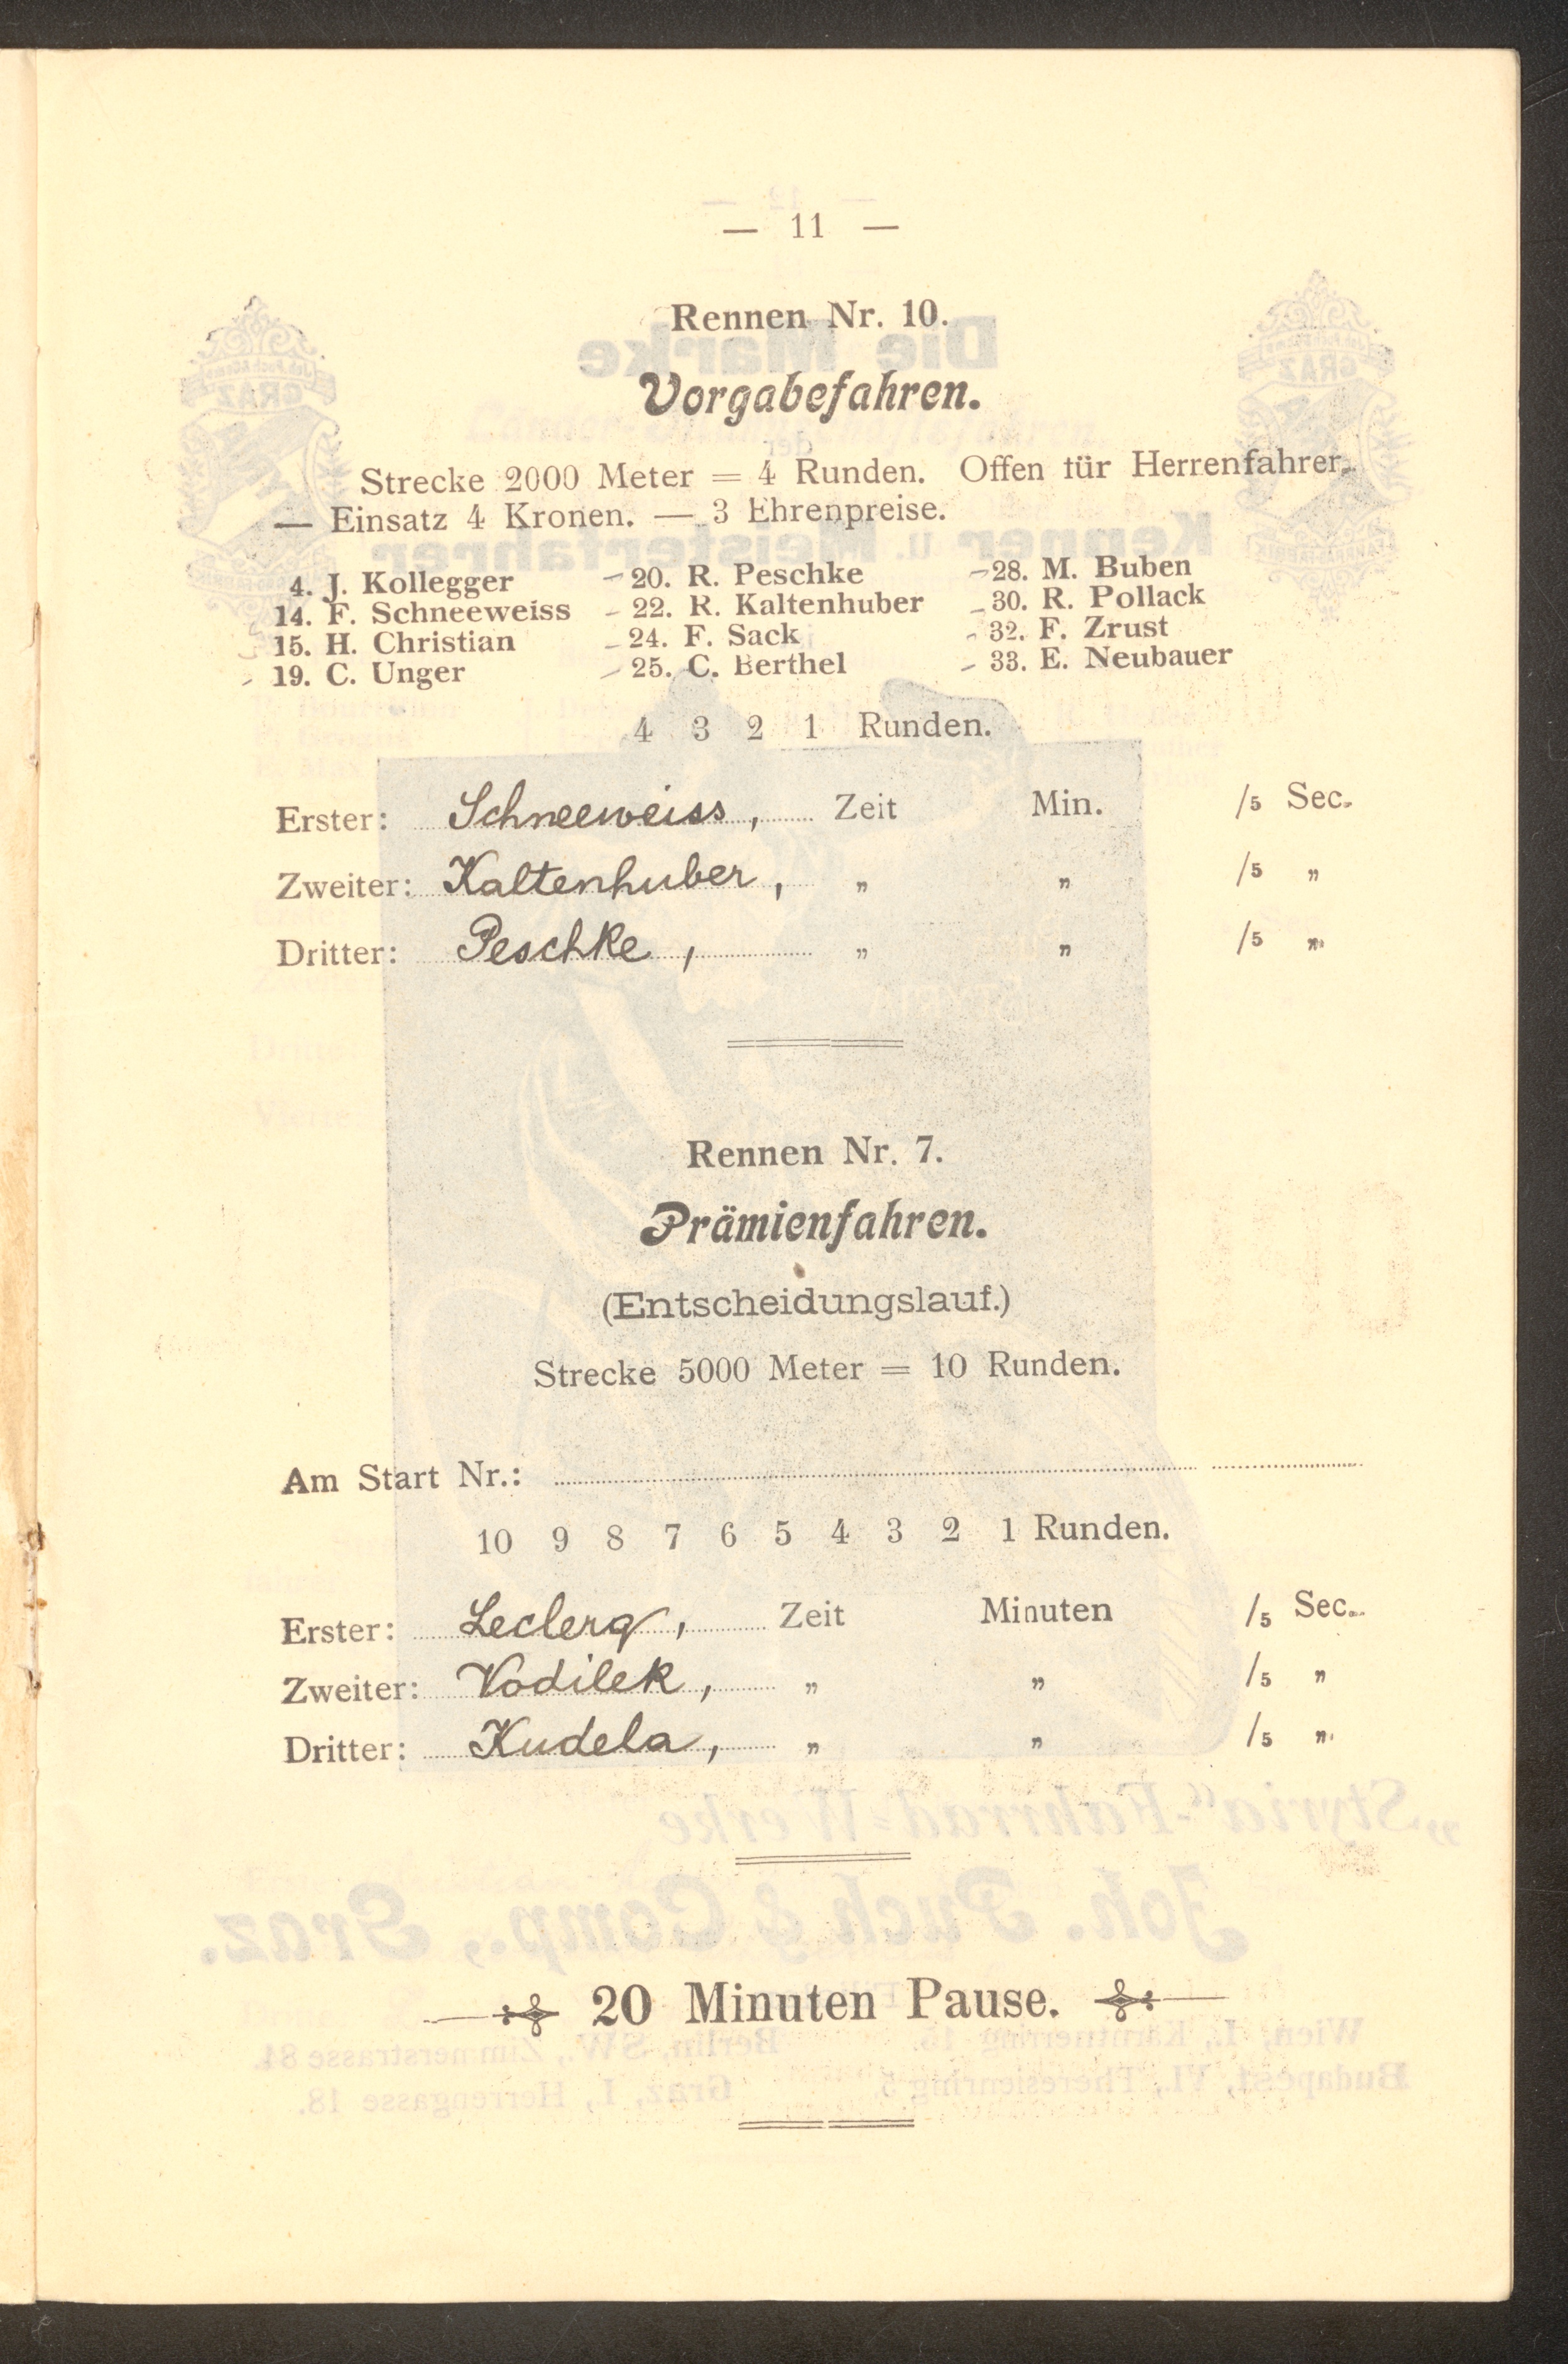 — 11 —
Rennen Nr. 10.
Vorgabefahren.
Strecke 2000 Meter = 4 Runden. Offen für Herrenfahrer.
— Einsatz 4 Kronen. — 3 Ehrenpreise.
4. J. Kollegger – 20. R. Peschke – 28. M. Buben
14. F. Schneeweiss – 22. R. Kaltenhuber – 30. R. Pollack
15. H. Christian – 24. F. Sack – 32. F. Zrust
– 19. C. Unger – 25. C. Berthel – 33. E. Neubauer
4 3 2 1 Runden.
Erster: Schneeweiss, Zeit Min. /5 Sec.
Zweiter: Kaltenhuber, „ „ /5 „
Dritter: Peschke, „ „ /5 „
Rennen Nr. 7.
Prämienfahren.
(Entscheidungslauf.)
Strecke 5000 Meter = 10 Runden.
Am Start Nr.:
10 9 8 7 6 5 4 3 2 1 Runden.
Erster: Leclerq, Zeit Minuten /5 Sec.
Zweiter: Vodilek, „ „ /5 „
Dritter: Kudela, „ „ /5 „
20 Minuten Pause.